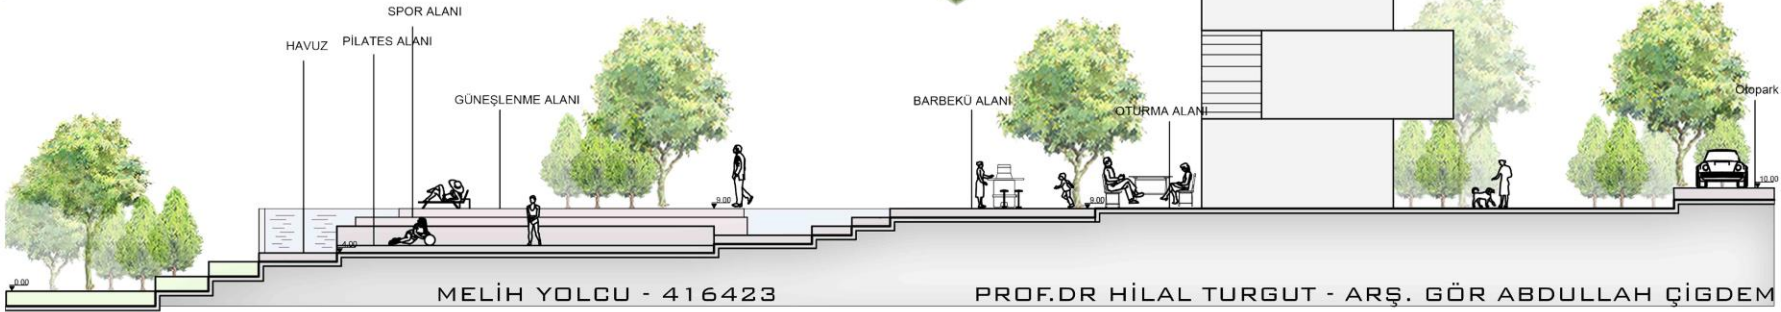 SPOR ALANI
HAVUZ
PİLATES ALANI
GÜNEŞLENME ALANI
BARBEKÜ ALANI
OTURMA ALANI
Otopark
0.00
4.00
9.00
9.00
10.00
MELİH YOLCU - 416423
PROF.DR HİLAL TURGUT - ARŞ. GÖR ABDULLAH ÇİGDEM